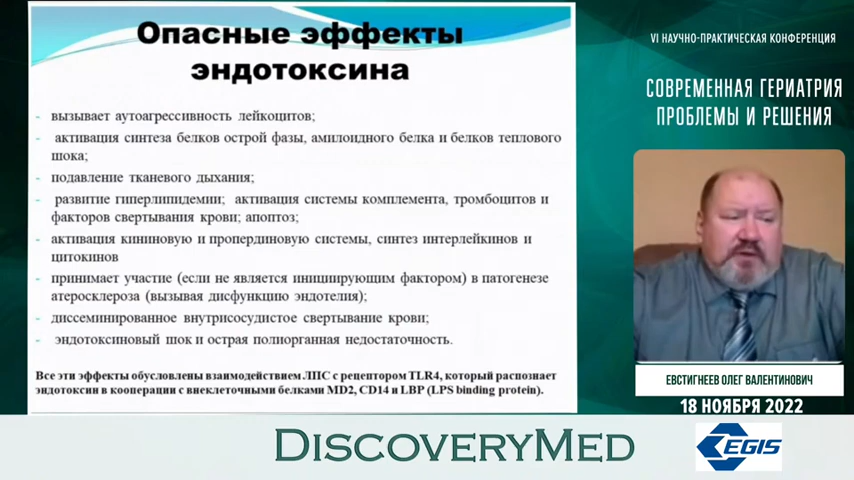 Опасные эффекты
эндотоксина
- вызывает аутоагрессивность лейкоцитов;
- активация синтеза белков острой фазы, амилоидного белка и белков теплового
шока;
- подавление тканевого дыхания;
- развитие гиперлипидемии; активация системы комплемента, тромбоцитов и
факторов свертывания крови; апоптоз;
- активация кининовую и пропердиновую системы, синтез интерлейкинов и
цитокинов
- принимает участие (если не является инициирующим фактором) в патогенезе
атеросклероза (вызывая дисфункцию эндотелия);
- диссеминированное внутрисосудистое свертывание крови;
- эндотоксиновый шок и острая полиорганная недостаточность.
Все эти эффекты обусловлены взаимодействием ЛПС с рецептором TLR4, который распознает
эндотоксин в кооперации с внеклеточными белками MD2, CD14 и LBP (LPS binding protein).
VI НАУЧНО-ПРАКТИЧЕСКАЯ КОНФЕРЕНЦИЯ
СОВРЕМЕННАЯ ГЕРИАТРИЯ
ПРОБЛЕМЫ И РЕШЕНИЯ
ЕВСТИГНЕЕВ ОЛЕГ ВАЛЕНТИНОВИЧ
18 НОЯБРЯ 2022
DISCOVERYMED
EGIS